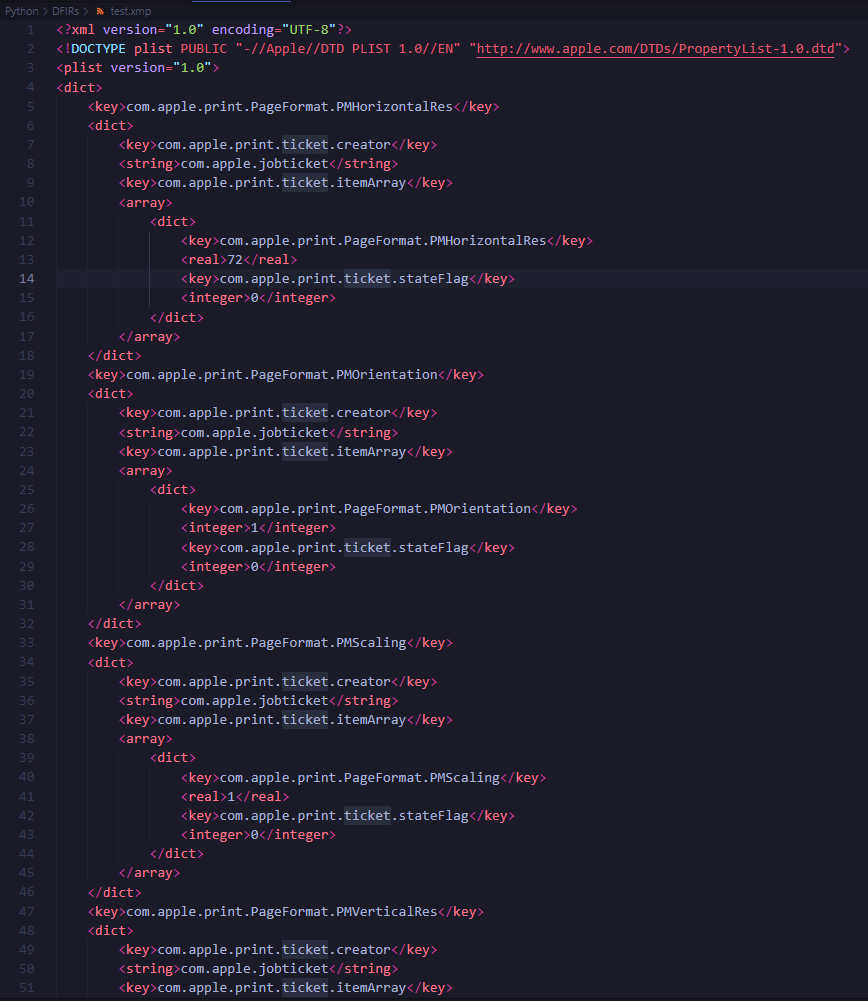 Python > DFIRs > test.xmp
1 <?xml version="1.0" encoding="UTF-8"?>
2 <!DOCTYPE plist PUBLIC "-//Apple//DTD PLIST 1.0//EN" "http://www.apple.com/DTDs/PropertyList-1.0.dtd">
3 <plist version="1.0">
4 <dict>
5     <key>com.apple.print.PageFormat.PMHorizontalRes</key>
6     <dict>
7         <key>com.apple.print.ticket.creator</key>
8         <string>com.apple.jobticket</string>
9         <key>com.apple.print.ticket.itemArray</key>
10         <array>
11             <dict>
12                 <key>com.apple.print.PageFormat.PMHorizontalRes</key>
13                 <real>72</real>
14                 <key>com.apple.print.ticket.stateFlag</key>
15                 <integer>0</integer>
16             </dict>
17         </array>
18     </dict>
19     <key>com.apple.print.PageFormat.PMOrientation</key>
20     <dict>
21         <key>com.apple.print.ticket.creator</key>
22         <string>com.apple.jobticket</string>
23         <key>com.apple.print.ticket.itemArray</key>
24         <array>
25             <dict>
26                 <key>com.apple.print.PageFormat.PMOrientation</key>
27                 <integer>1</integer>
28                 <key>com.apple.print.ticket.stateFlag</key>
29                 <integer>0</integer>
30             </dict>
31         </array>
32     </dict>
33     <key>com.apple.print.PageFormat.PMScaling</key>
34     <dict>
35         <key>com.apple.print.ticket.creator</key>
36         <string>com.apple.jobticket</string>
37         <key>com.apple.print.ticket.itemArray</key>
38         <array>
39             <dict>
40                 <key>com.apple.print.PageFormat.PMScaling</key>
41                 <real>1</real>
42                 <key>com.apple.print.ticket.stateFlag</key>
43                 <integer>0</integer>
44             </dict>
45         </array>
46     </dict>
47     <key>com.apple.print.PageFormat.PMVerticalRes</key>
48     <dict>
49         <key>com.apple.print.ticket.creator</key>
50         <string>com.apple.jobticket</string>
51         <key>com.apple.print.ticket.itemArray</key>